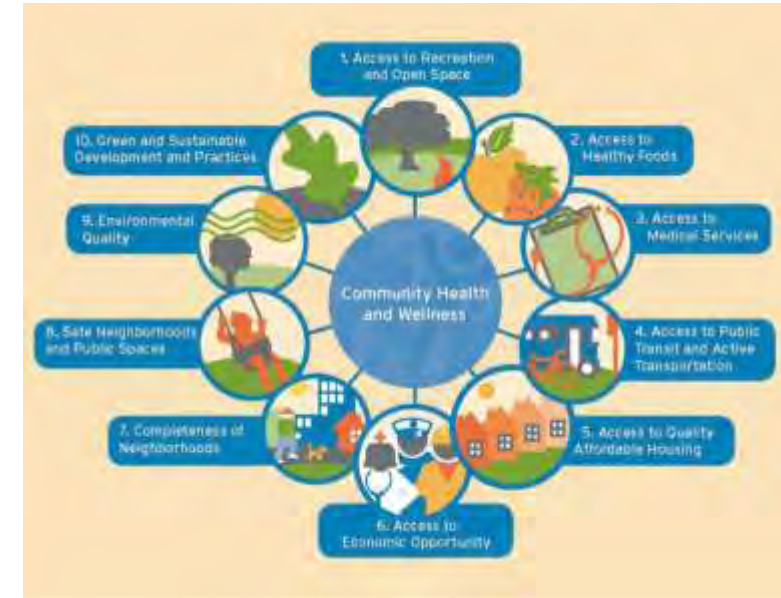 1. Access to Recreation
and Open Space
2. Access to
Healthy Foods
3. Access to
Medical Services
4. Access to Public
Transit and Active
Transportation
5. Access to Quality
Affordable Housing
6. Access to
Economic Opportunity
7. Completeness of
Neighborhoods
8. Safe Neighborhoods
and Public Spaces
9. Environmental
Quality
10. Green and Sustainable
Development and Practices
Community Health
and Wellness